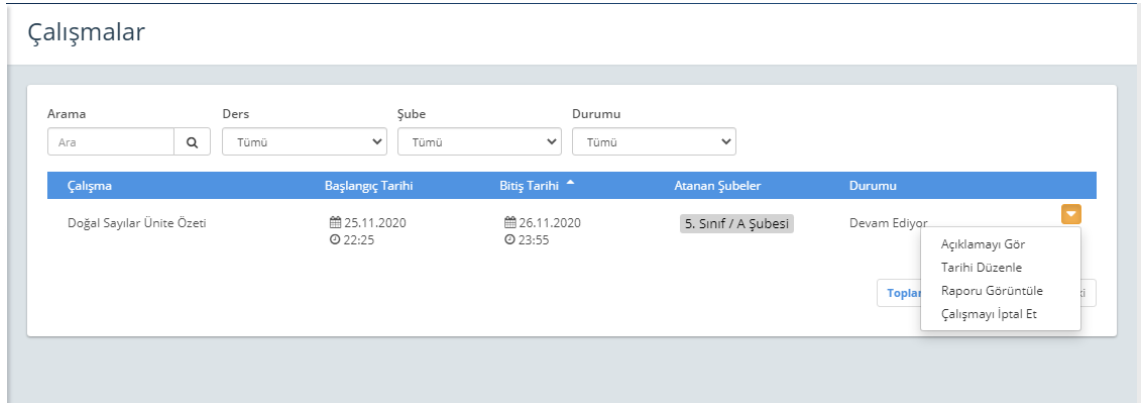 Çalışmalar
Arama Ders Şube Durumu
Ara Tümü Tümü Tümü
Çalışma Başlangıç Tarihi Bitiş Tarihi Atanan Şubeler Durumu
Doğal Sayılar Ünite Özeti 25.11.2020 26.11.2020 5. Sınıf / A Şubesi Devam Ediyor
22:25 23:55
Açıklamayı Gör
Tarihi Düzenle
Raporu Görüntüle
Çalışmayı İptal Et